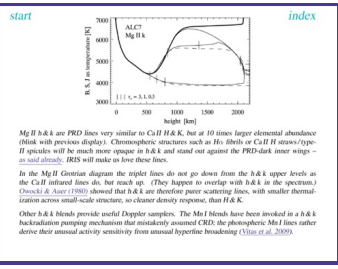 start
index
ALC7
Mg II k
B, S, J as temperature [K]
7000
6000
5000
4000
3000
| | | τν = 3, 1, 0.3
0 500 1000 1500 2000
height [km]
Mg II h & k are PRD lines very similar to Ca II H & K, but at 10 times larger elemental abundance
(blink with previous display). Chromospheric structures such as Hα fibrils or Ca II H straws / type-
II spicules will be much more opaque in h & k and stand out against the PRD-dark inner wings –
as said already. IRIS will make us love these lines.
In the Mg II Grotrian diagram the triplet lines do not go down from the h & k upper levels as
the Ca II infrared lines do, but reach up. (They happen to overlap with h & k in the spectrum.)
Owocki & Auer (1980) showed that h & k are therefore purer scattering lines, with smaller thermal-
ization across small-scale structure, so cleaner density response, than H & K.
Other h & k blends provide useful Doppler samplers. The Mn I blends have been invoked in a h & k
backradiation pumping mechanism that mistakenly assumed CRD; the photospheric Mn I lines rather
derive their unusual activity sensitivity from unusual hyperfine broadening (Vitas et al. 2009).